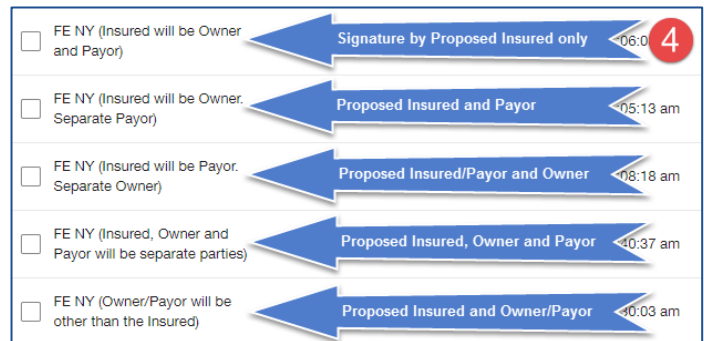 FE NY (Insured will be Owner
and Payor)
Signature by Proposed Insured only
06:0
4
FE NY (Insured will be Owner.
Separate Payor)
Proposed Insured and Payor
05:13 am
FE NY (Insured will be Payor.
Separate Owner)
Proposed Insured/Payor and Owner
08:18 am
FE NY (Insured, Owner and
Payor will be separate parties)
Proposed Insured, Owner and Payor
40:37 am
FE NY (Owner/Payor will be
other than the Insured)
Proposed Insured and Owner/Payor
30:03 am